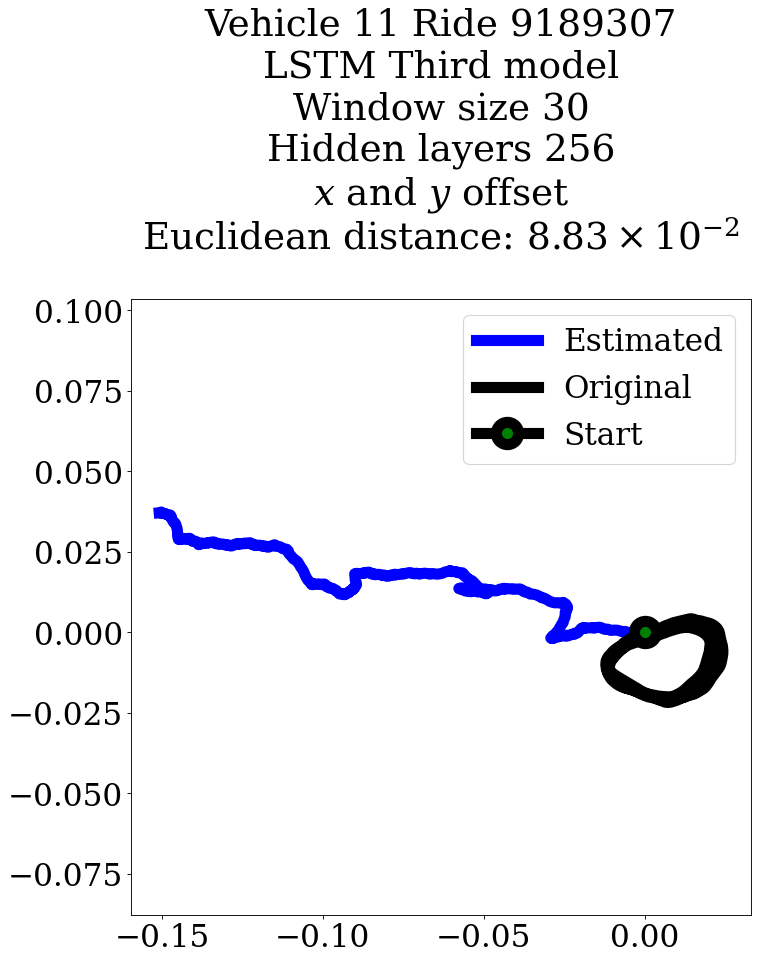 Vehicle 11 Ride 9189307
LSTM Third model
Window size 30
Hidden layers 256
x and y offset
Euclidean distance: 8.83 × 10⁻²
Estimated
Original
Start
0.100
0.075
0.050
0.025
0.000
−0.025
−0.050
−0.075
−0.15 −0.10 −0.05 0.00